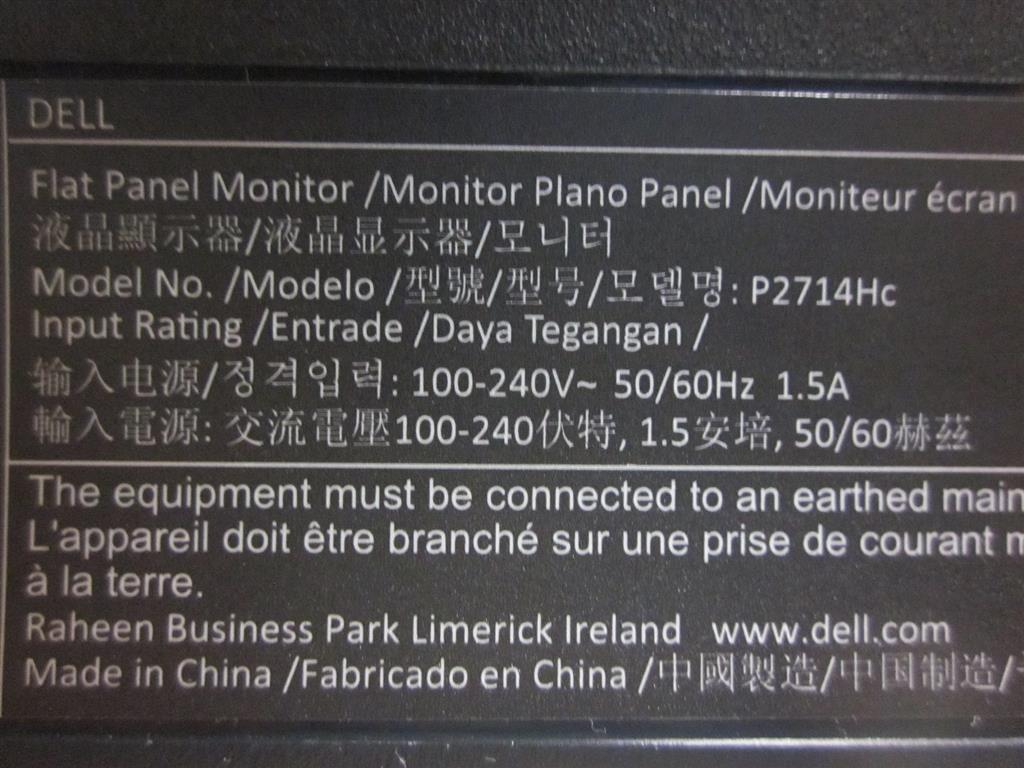 DELL
Flat Panel Monitor /Monitor Plano Panel /Moniteur écran
液晶顯示器/液晶显示器/모니터
Model No. /Modelo /型號/型号/모델명: P2714Hc
Input Rating /Entrade /Daya Tegangan /
输入电源/정격입력: 100-240V~ 50/60Hz 1.5A
輸入電源: 交流電壓100-240伏特, 1.5安培, 50/60赫茲
The equipment must be connected to an earthed main
L'appareil doit être branché sur une prise de courant m
à la terre.
Raheen Business Park Limerick Ireland www.dell.com
Made in China /Fabricado en China /中國製造/中国制造/